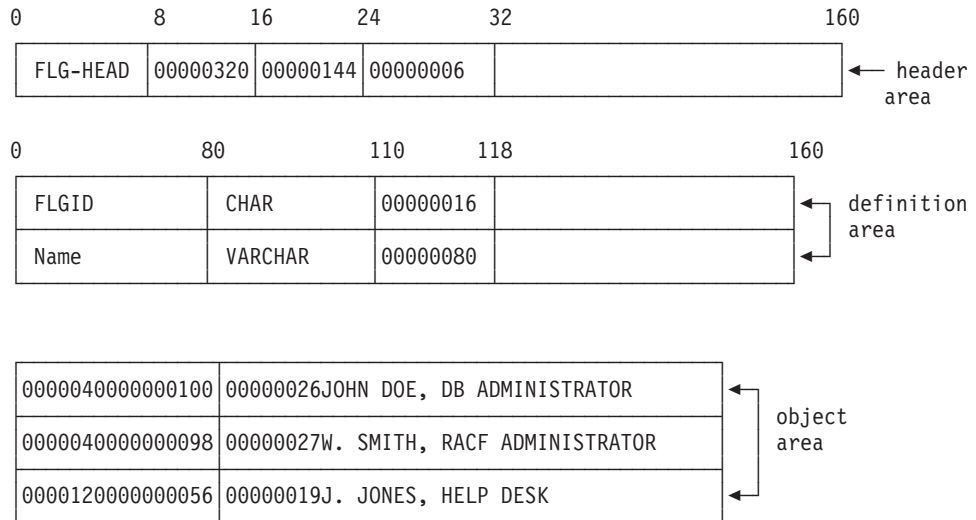 0 8 16 24 32 160
FLG-HEAD 00000320 00000144 00000006 header
area
0 80 110 118 160
FLGID CHAR 00000016 definition
area
Name VARCHAR 00000080
0000040000000100 00000026JOHN DOE, DB ADMINISTRATOR
object
0000040000000098 00000027W. SMITH, RACF ADMINISTRATOR area
0000120000000056 00000019J. JONES, HELP DESK